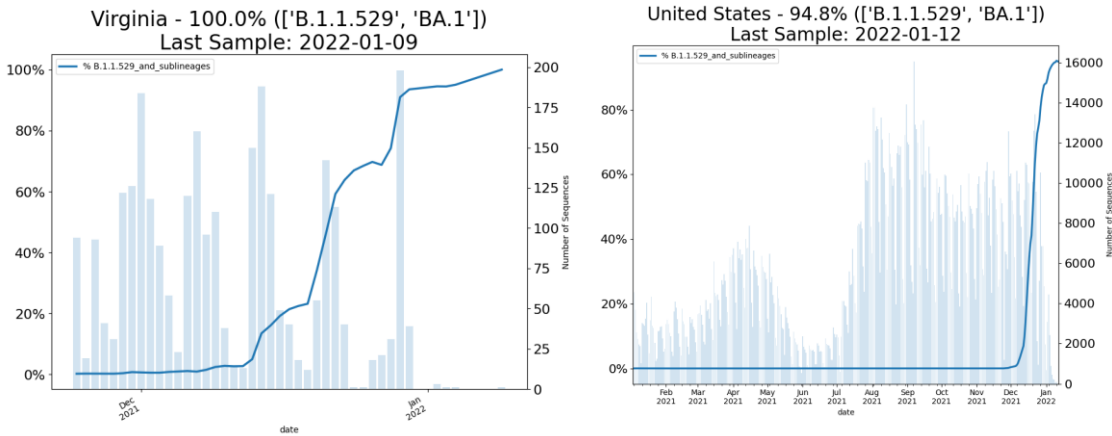 Virginia - 100.0% (['B.1.1.529', 'BA.1'])
Last Sample: 2022-01-09
% B.1.1.529_and_sublineages
100%
80%
60%
40%
20%
0%
200
175
150
125
100
75
50
25
0
Number of Sequences
Dec
2021
Jan
2022
date
United States - 94.8% (['B.1.1.529', 'BA.1'])
Last Sample: 2022-01-12
% B.1.1.529_and_sublineages
80%
60%
40%
20%
0%
16000
14000
12000
10000
8000
6000
4000
2000
0
Number of Sequences
Feb Mar Apr May Jun Jul Aug Sep Oct Nov Dec Jan
2021 2021 2021 2021 2021 2021 2021 2021 2021 2021 2021 2022
date